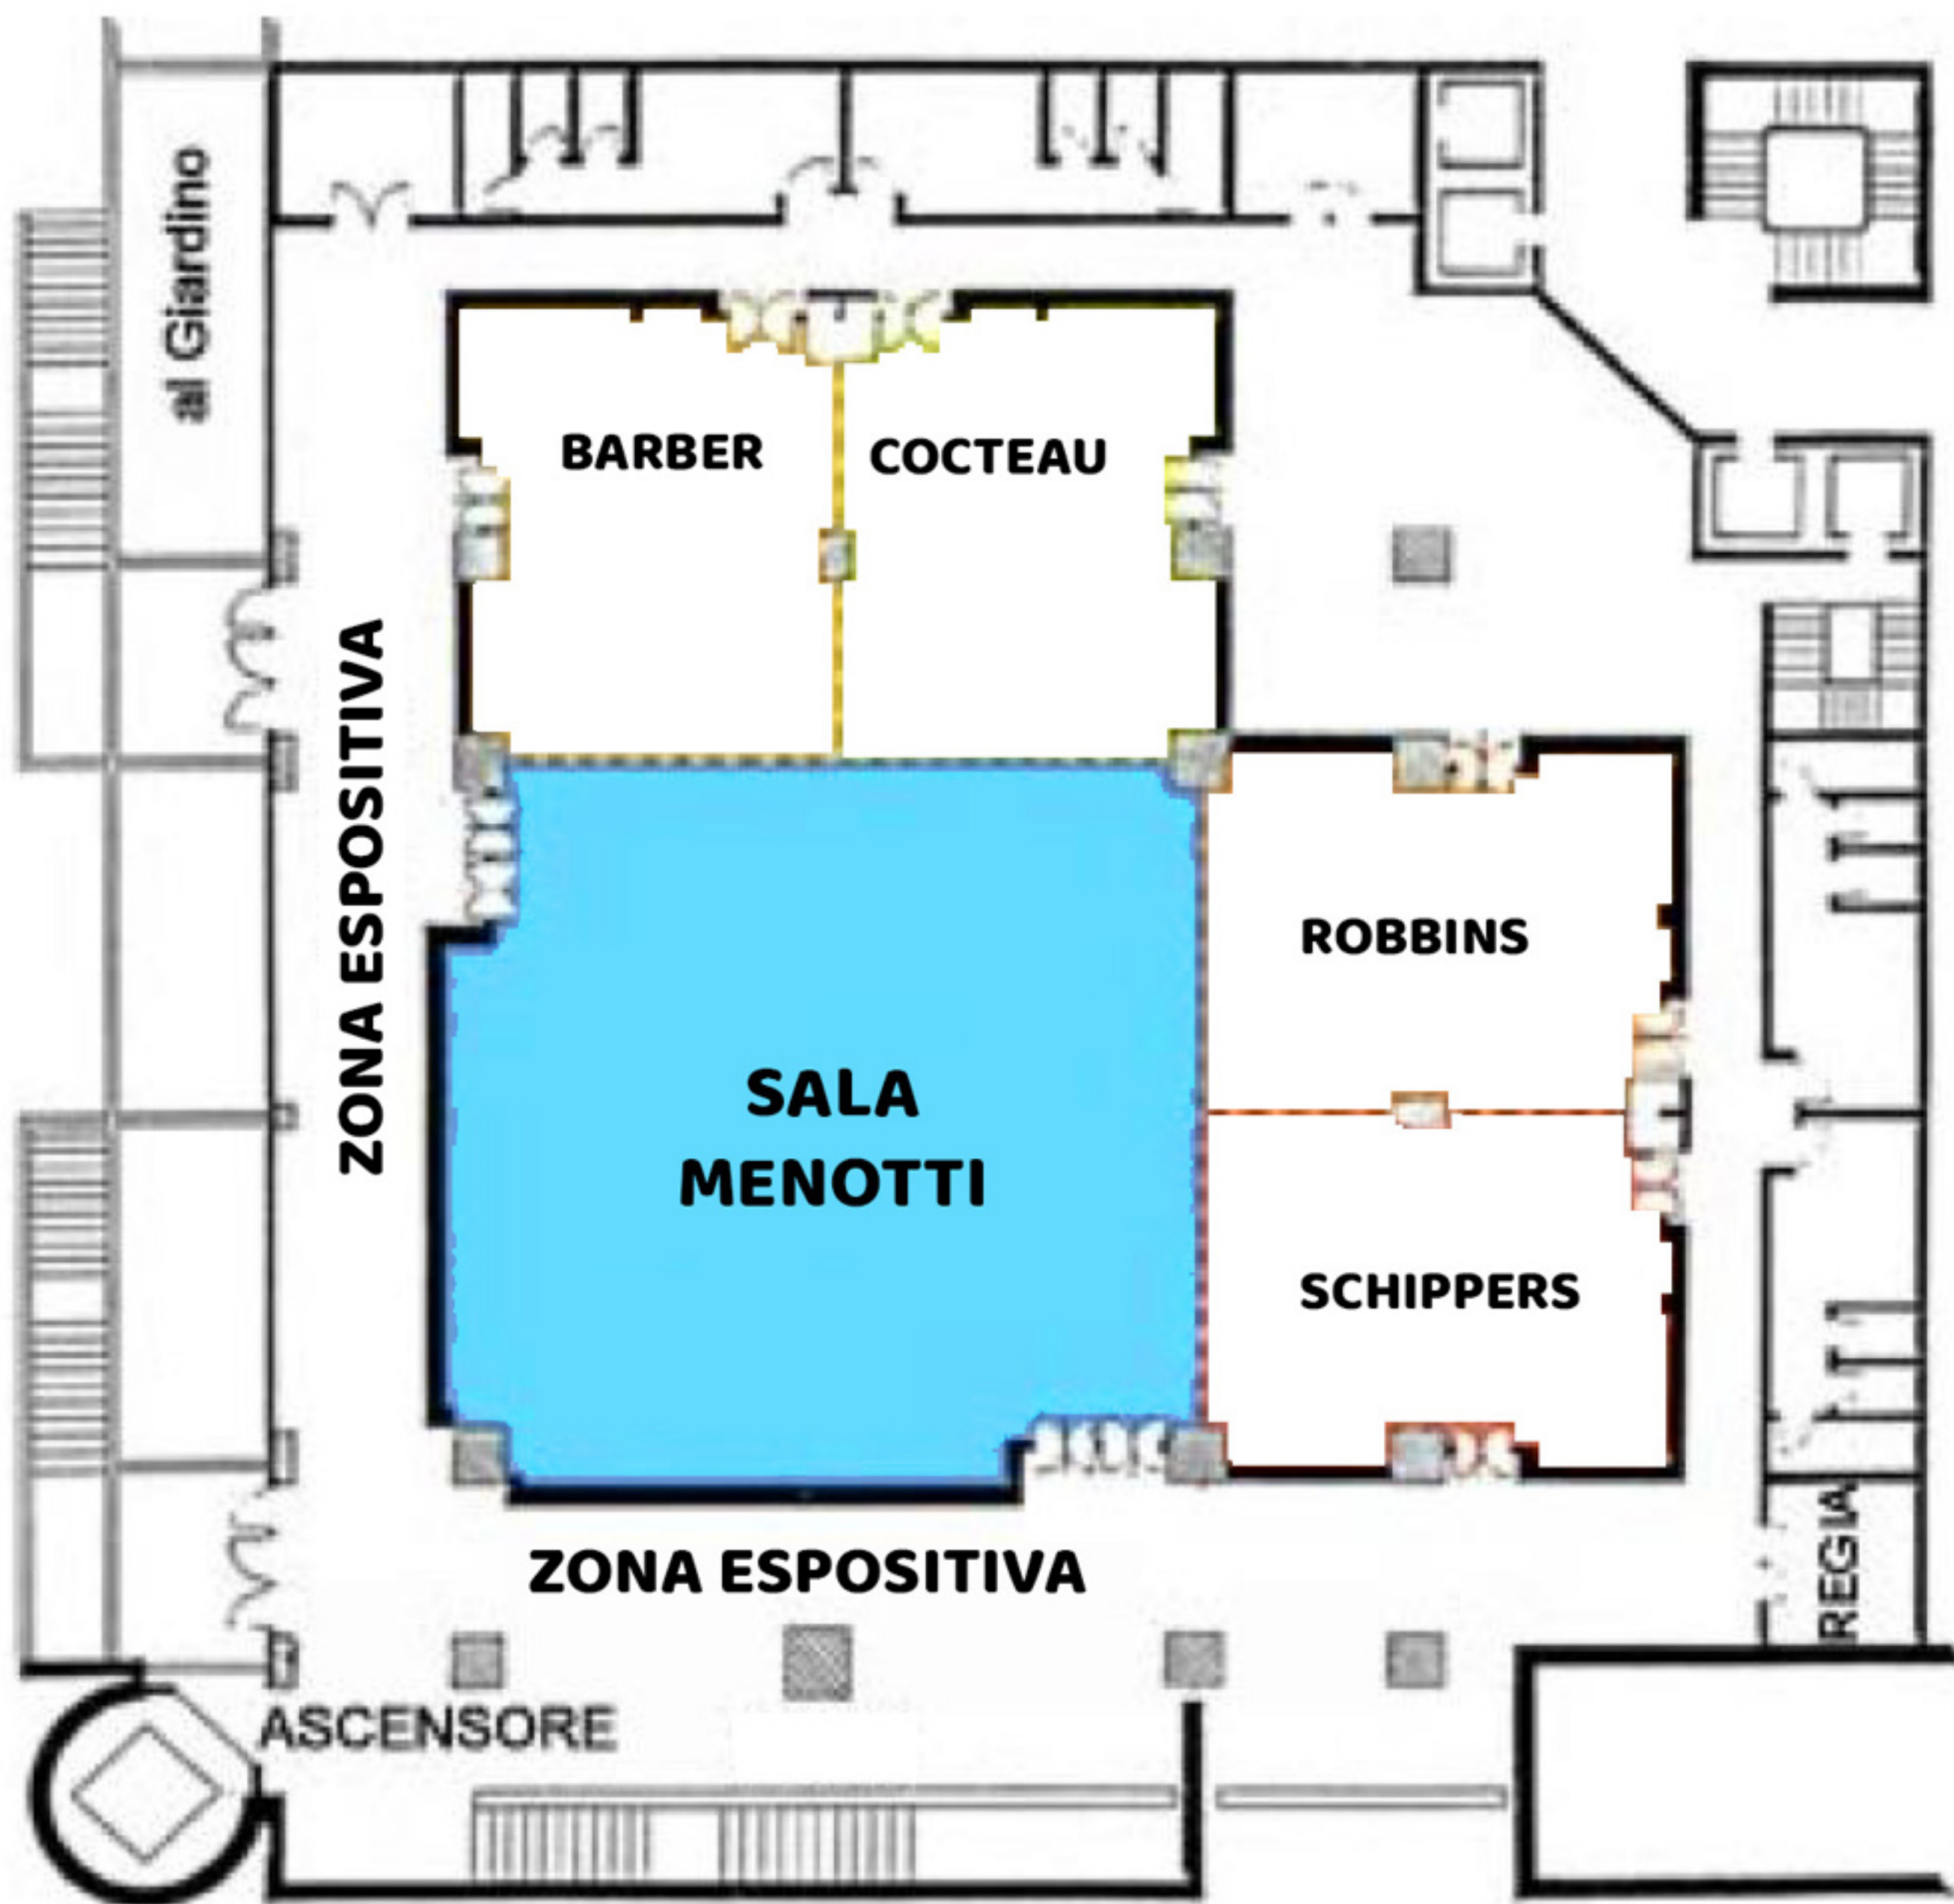 al Giardino
BARBER
COCTEAU
ZONA ESPOSITIVA
ROBBINS
SALA
MENOTTI
SCHIPPERS
ZONA ESPOSITIVA
REGIA
ASCENSORE